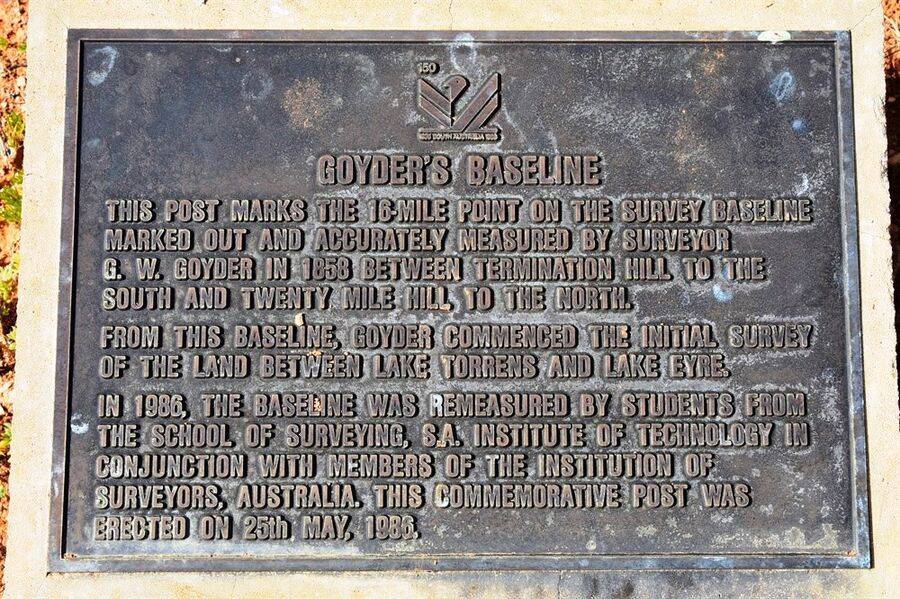 150
1836 SOUTH AUSTRALIA 1986
GOYDER'S BASELINE
THIS POST MARKS THE 16-MILE POINT ON THE SURVEY BASELINE
MARKED OUT AND ACCURATELY MEASURED BY SURVEYOR
G. W. GOYDER IN 1858 BETWEEN TERMINATION HILL TO THE
SOUTH AND TWENTY MILE HILL TO THE NORTH.
FROM THIS BASELINE, GOYDER COMMENCED THE INITIAL SURVEY
OF THE LAND BETWEEN LAKE TORRENS AND LAKE EYRE.
IN 1986, THE BASELINE WAS REMEASURED BY STUDENTS FROM
THE SCHOOL OF SURVEYING, S.A. INSTITUTE OF TECHNOLOGY IN
CONJUNCTION WITH MEMBERS OF THE INSTITUTION OF
SURVEYORS, AUSTRALIA. THIS COMMEMORATIVE POST WAS
ERECTED ON 25th MAY, 1986.